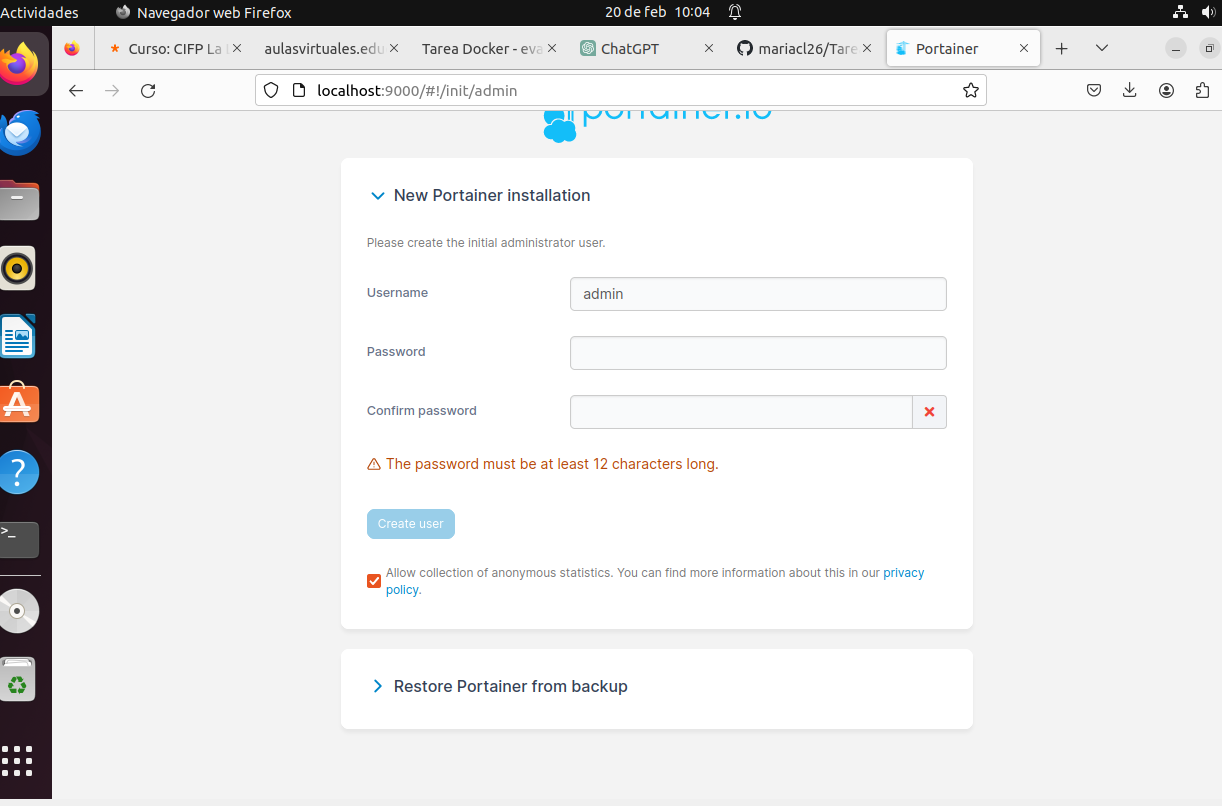 Actividades Navegador web Firefox 20 de feb 10:04
Curso: CIFP La aulasvirtuales.edu Tarea Docker - eva ChatGPT mariacl26/Tare Portainer
localhost:9000/#!/init/admin
portainer.io
New Portainer installation
Please create the initial administrator user.
Username admin
Password
Confirm password
The password must be at least 12 characters long.
Create user
Allow collection of anonymous statistics. You can find more information about this in our privacy
policy.
Restore Portainer from backup